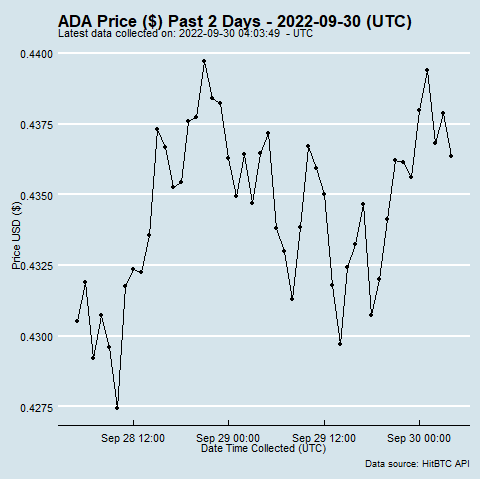 ADA Price ($) Past 2 Days - 2022-09-30 (UTC)
Latest data collected on: 2022-09-30 04:03:49  - UTC
0.4400
0.4375
0.4350
0.4325
0.4300
0.4275
Price USD ($)
Sep 28 12:00
Sep 29 00:00
Sep 29 12:00
Sep 30 00:00
Date Time Collected (UTC)
Data source: HitBTC API